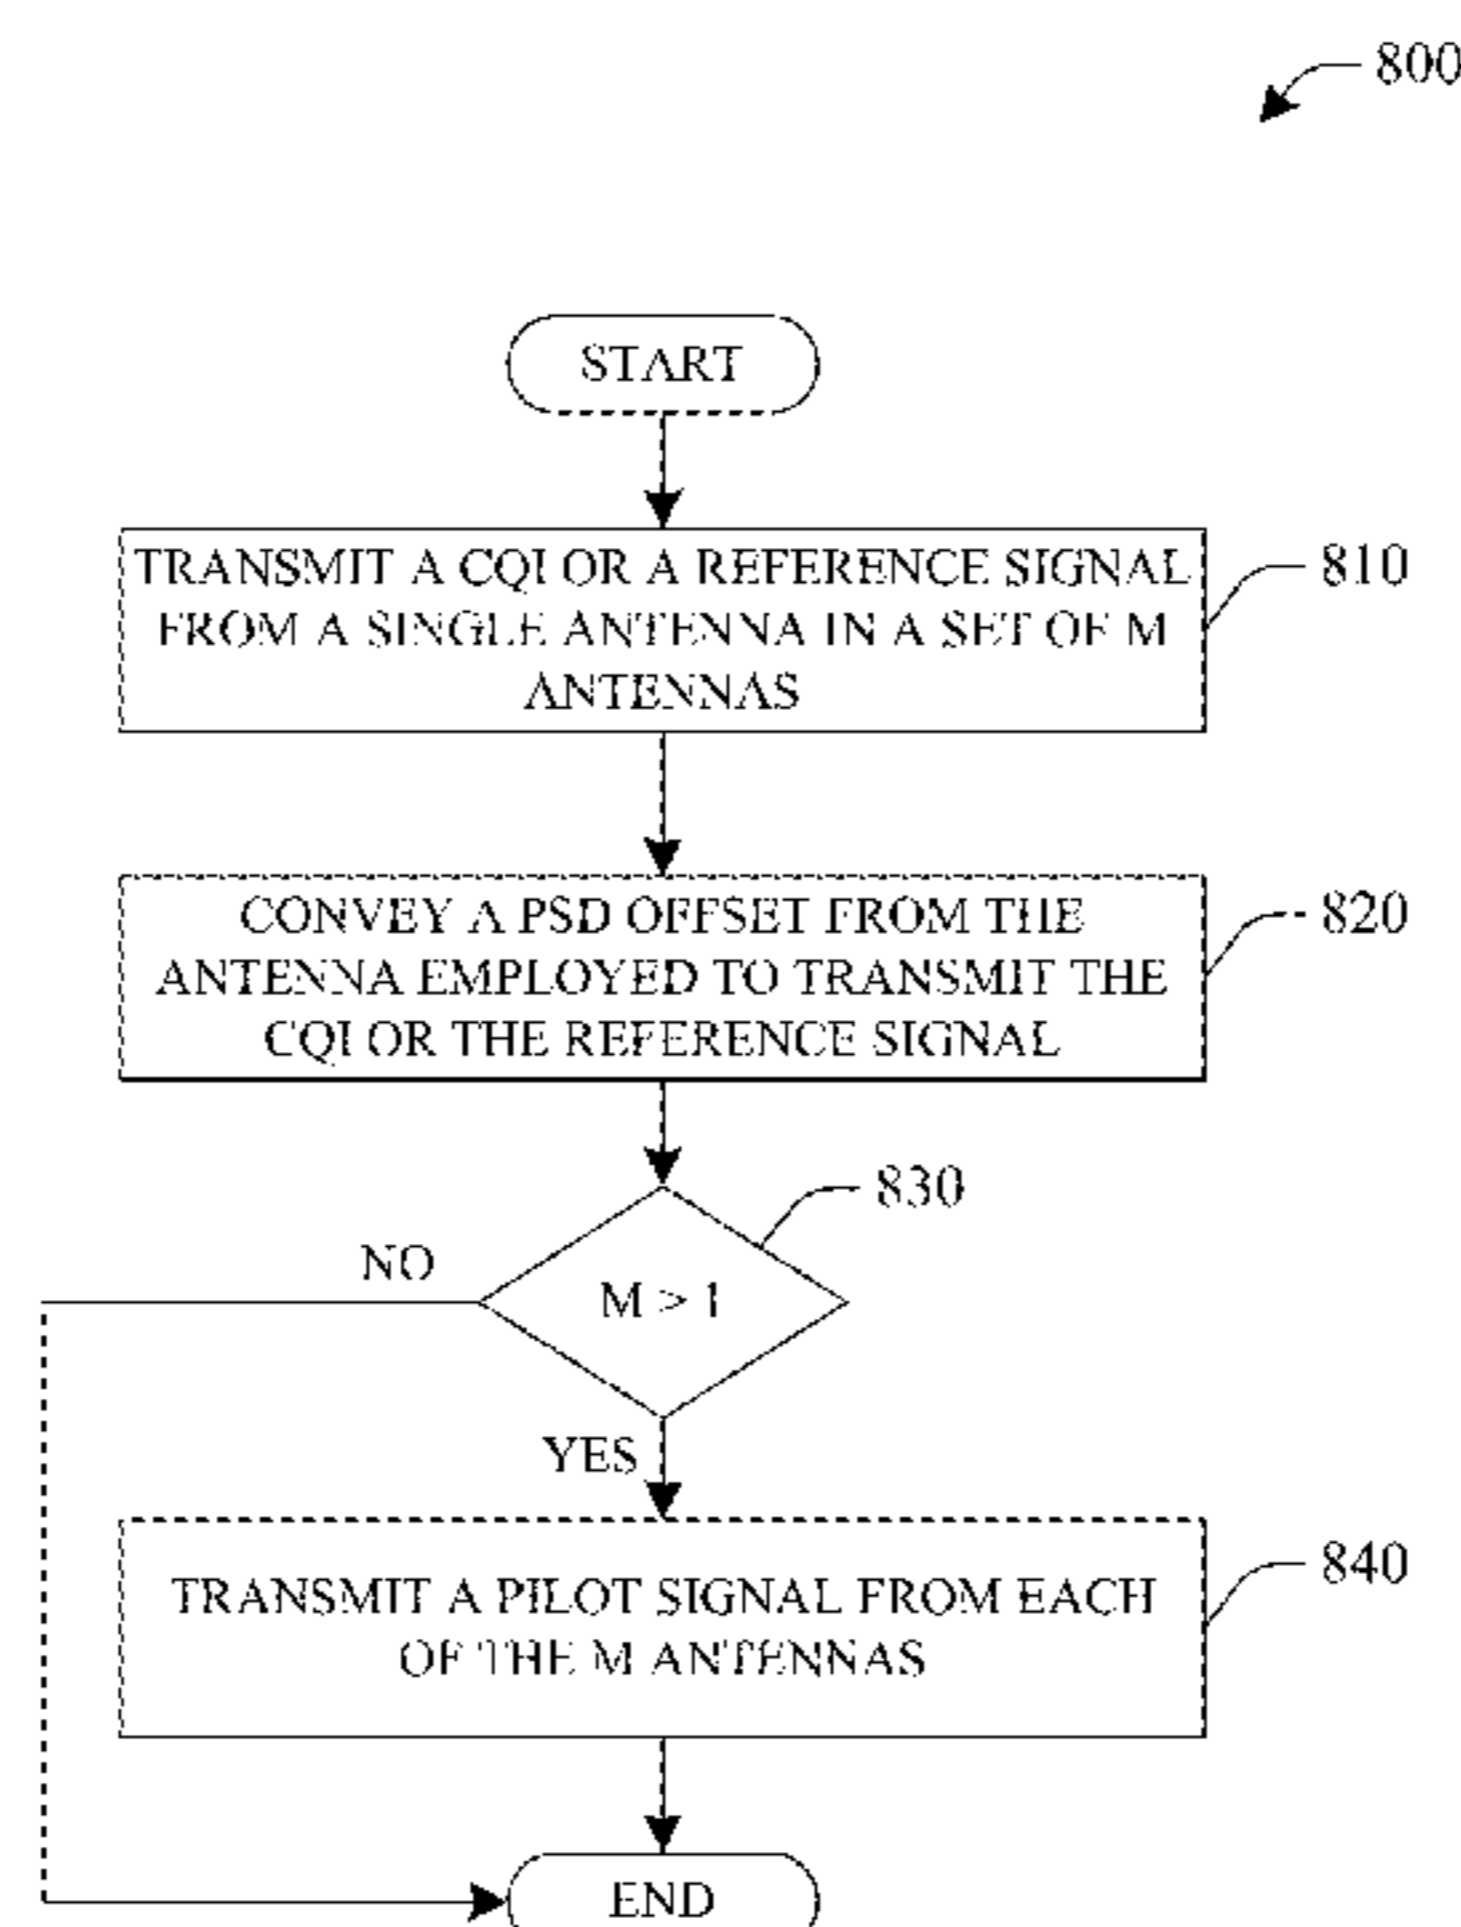 800
START
TRANSMIT A CQI OR A REFERENCE SIGNAL
FROM A SINGLE ANTENNA IN A SET OF M
ANTENNAS
810
CONVEY A PSD OFFSET FROM THE
ANTENNA EMPLOYED TO TRANSMIT THE
CQI OR THE REFERENCE SIGNAL
820
830
NO
M > 1
YES
TRANSMIT A PILOT SIGNAL FROM EACH
OF THE M ANTENNAS
840
END